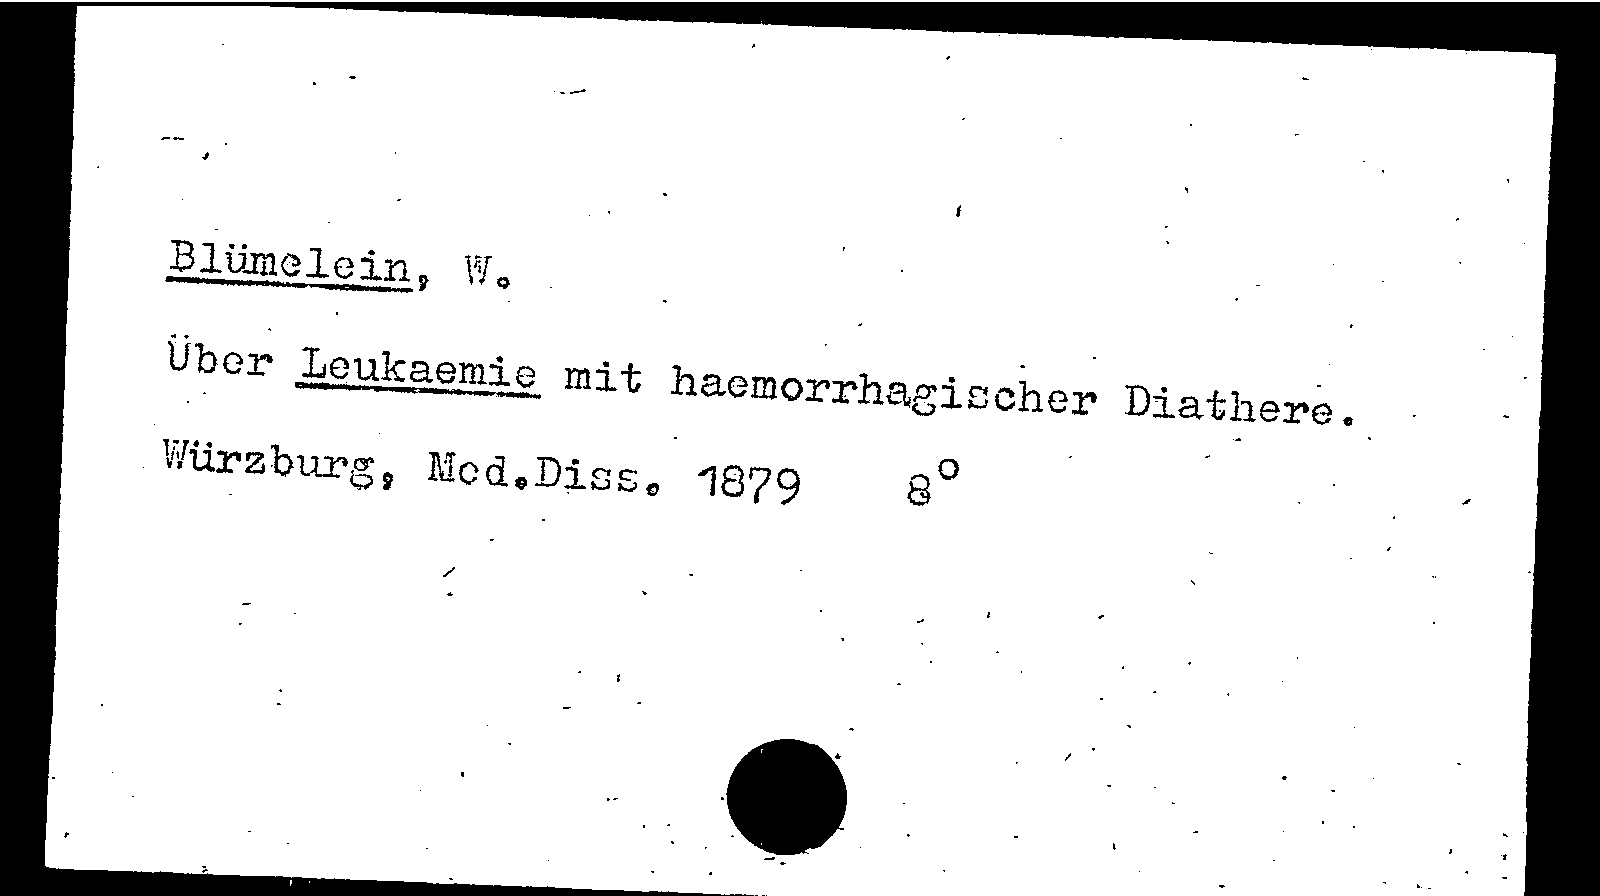 Blümelein, W.
Über Leukaemie mit haemorrhagischer Diathere.
Würzburg, Med.Diss. 1879 8°